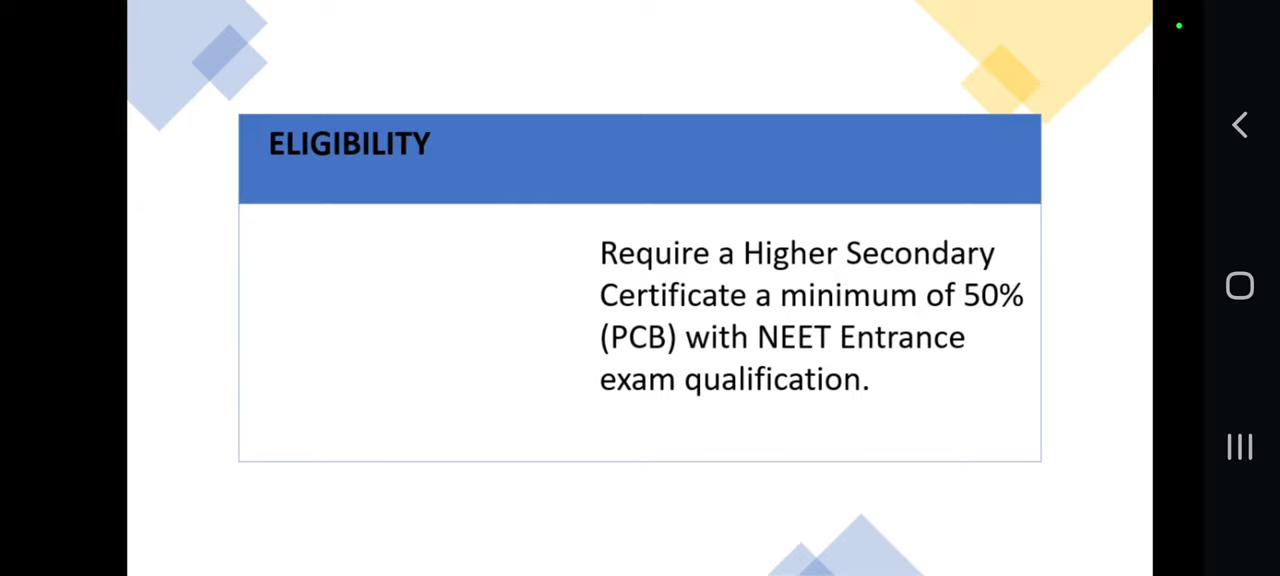 ELIGIBILITY
Require a Higher Secondary
Certificate a minimum of 50%
(PCB) with NEET Entrance
exam qualification.